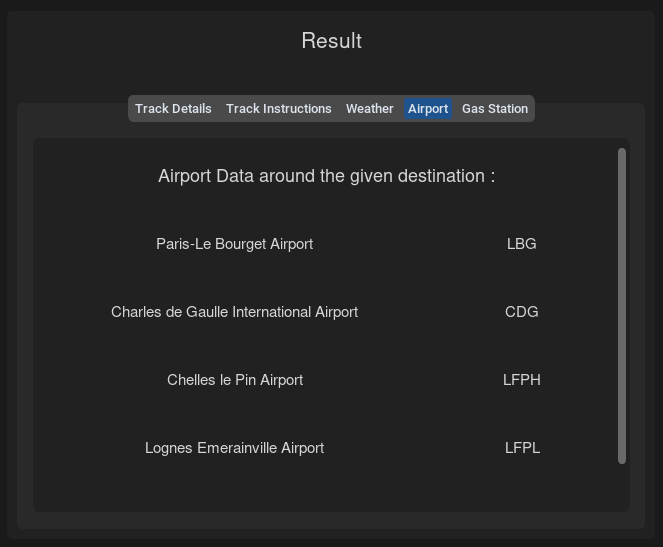 Result
Track Details Track Instructions Weather Airport Gas Station
Airport Data around the given destination :
Paris-Le Bourget Airport LBG
Charles de Gaulle International Airport CDG
Chelles le Pin Airport LFPH
Lognes Emerainville Airport LFPL